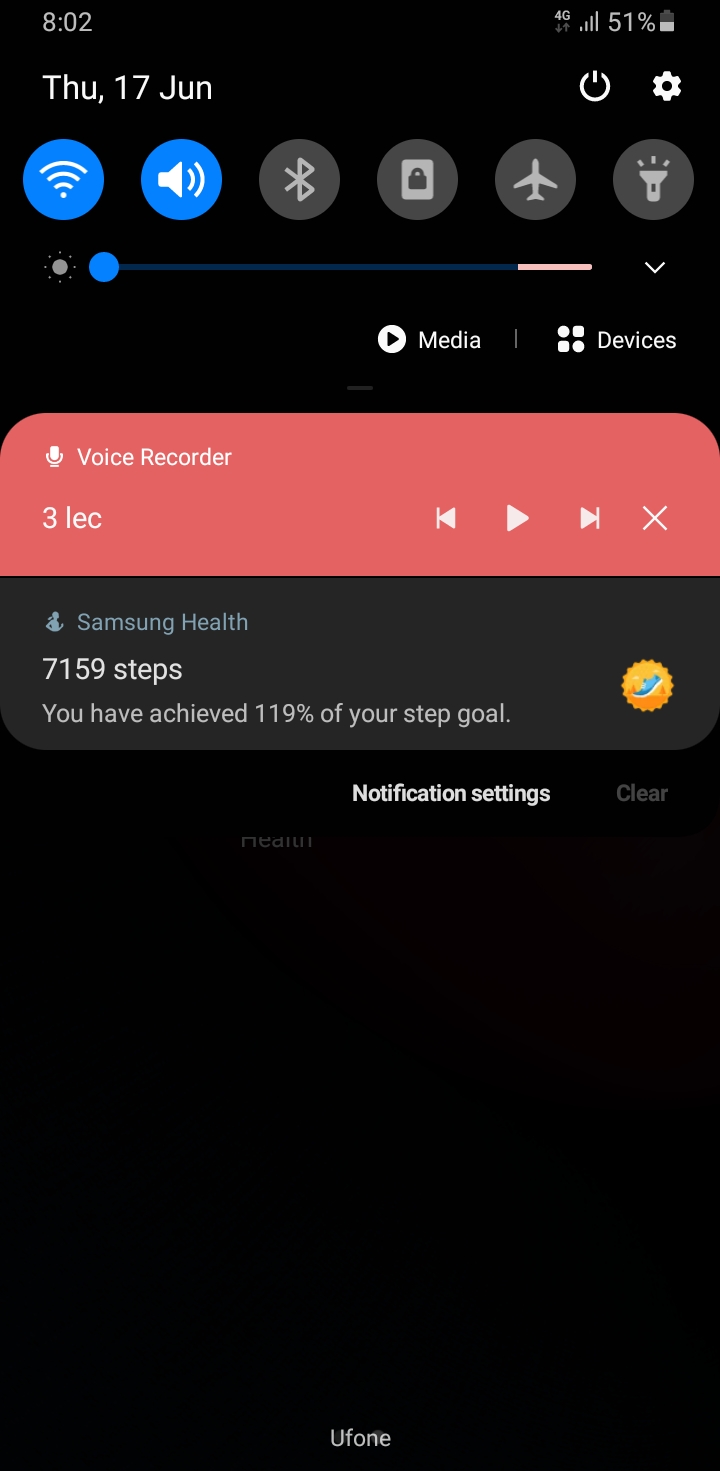 8:02 4G 51%
Thu, 17 Jun
Media | Devices
Voice Recorder
3 lec
Samsung Health
7159 steps
You have achieved 119% of your step goal.
Notification settings Clear
Health
Ufone